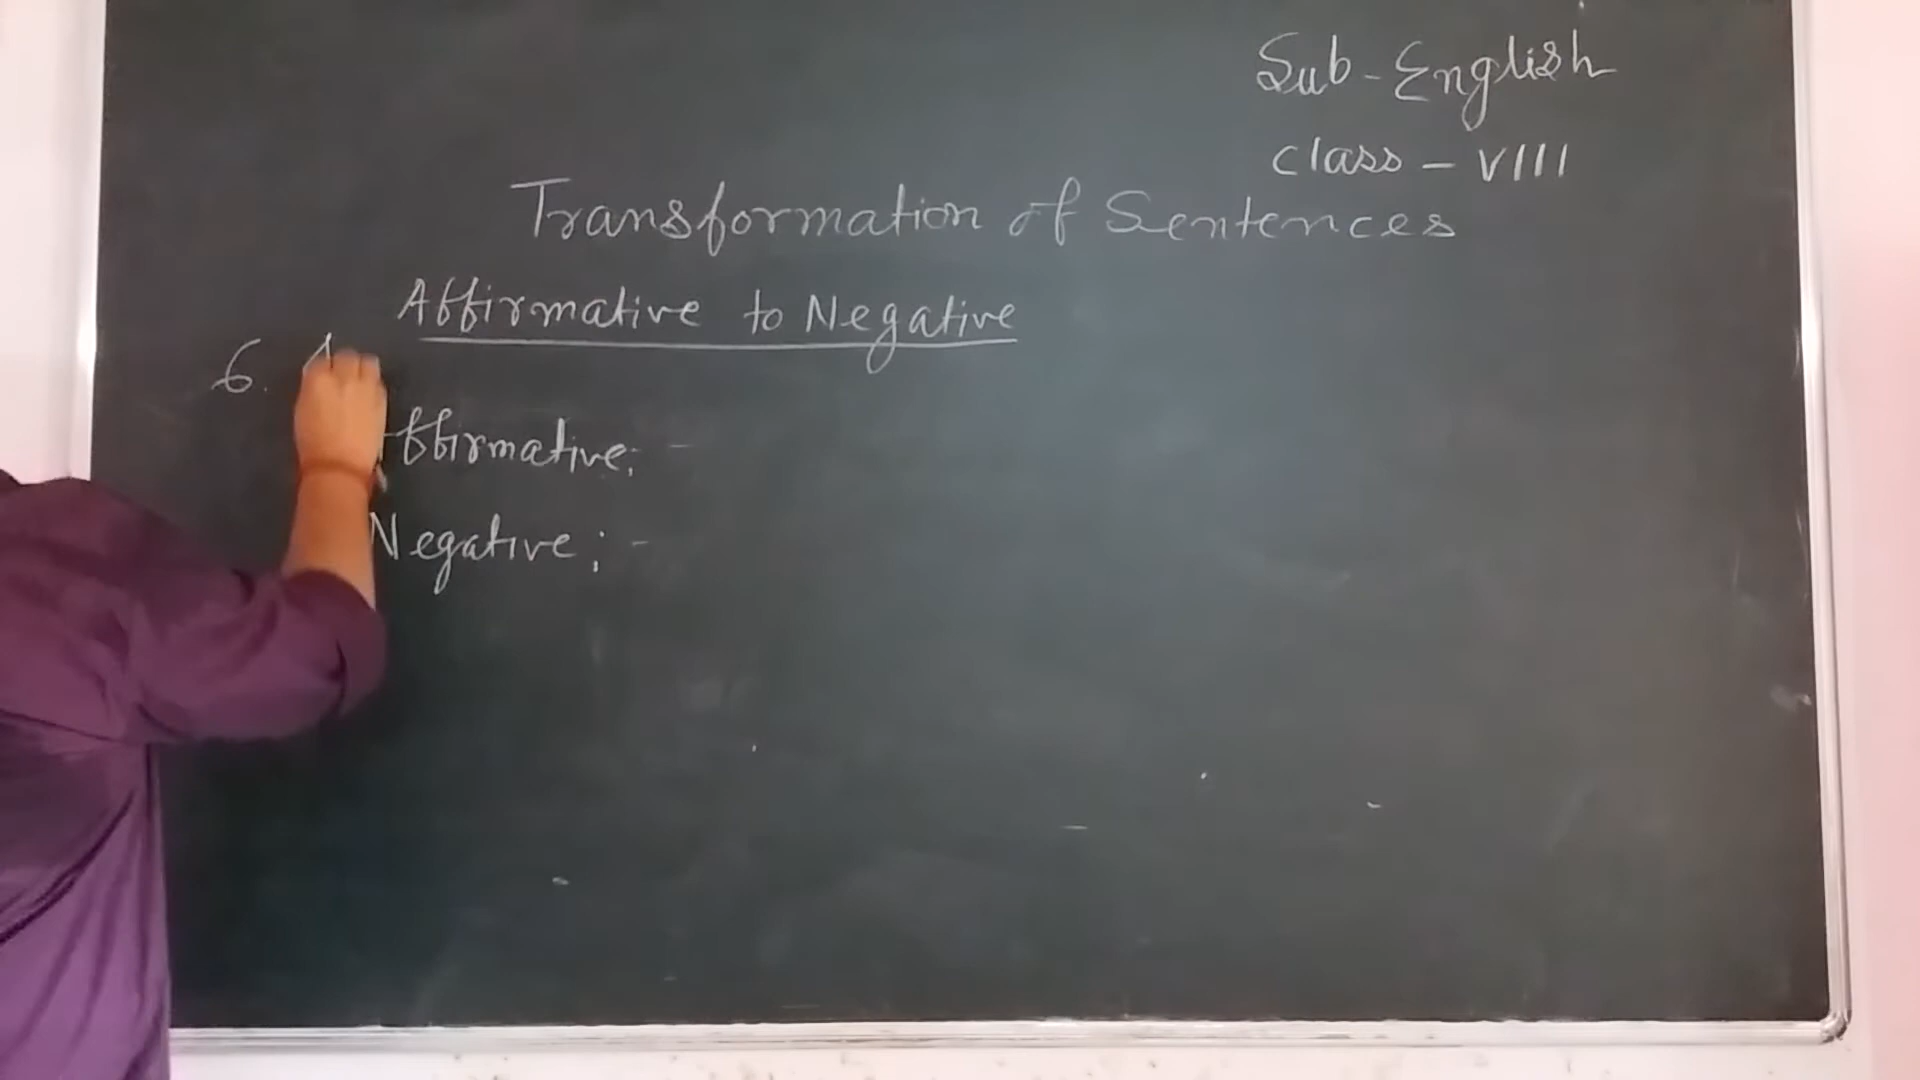 Sub-English
Class - VIII
Transformation of Sentences
Affirmative to Negative
6. A
Affirmative: -
Negative: -